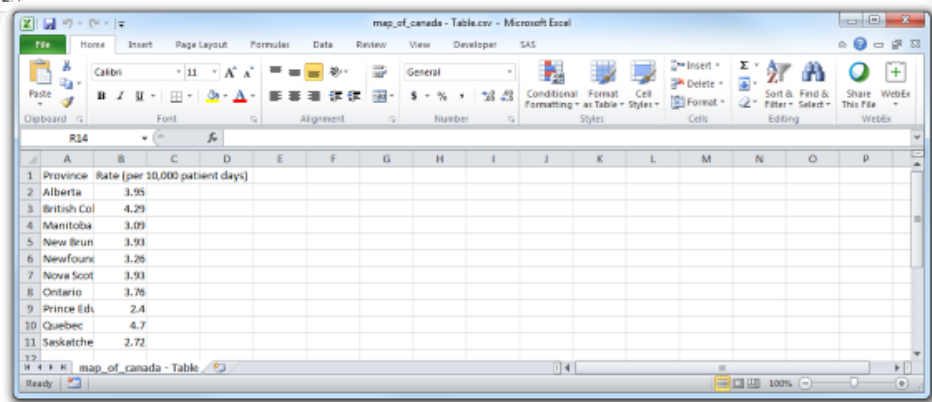 map_of_canada - Table.csv - Microsoft Excel
File Home Insert Page Layout Formulas Data Review View Developer SAS
Paste
Calibri 11 A A
B I U A
General
$ % ,
Conditional Formatting Format as Table Cell Styles
Insert
Delete
Format
Σ
Sort & Filter Find & Select
Share This File WebEx
Clipboard Font Alignment Number Styles Cells Editing WebEx
R14 fx
A B C D E F G H I J K L M N O P
1 Province Rate (per 10,000 patient days)
2 Alberta 3.95
3 British Col 4.29
4 Manitoba 3.09
5 New Brun 3.93
6 Newfound 3.26
7 Nova Scot 3.93
8 Ontario 3.76
9 Prince Edu 2.4
10 Quebec 4.7
11 Saskatche 2.72
12
map_of_canada - Table
Ready 100%